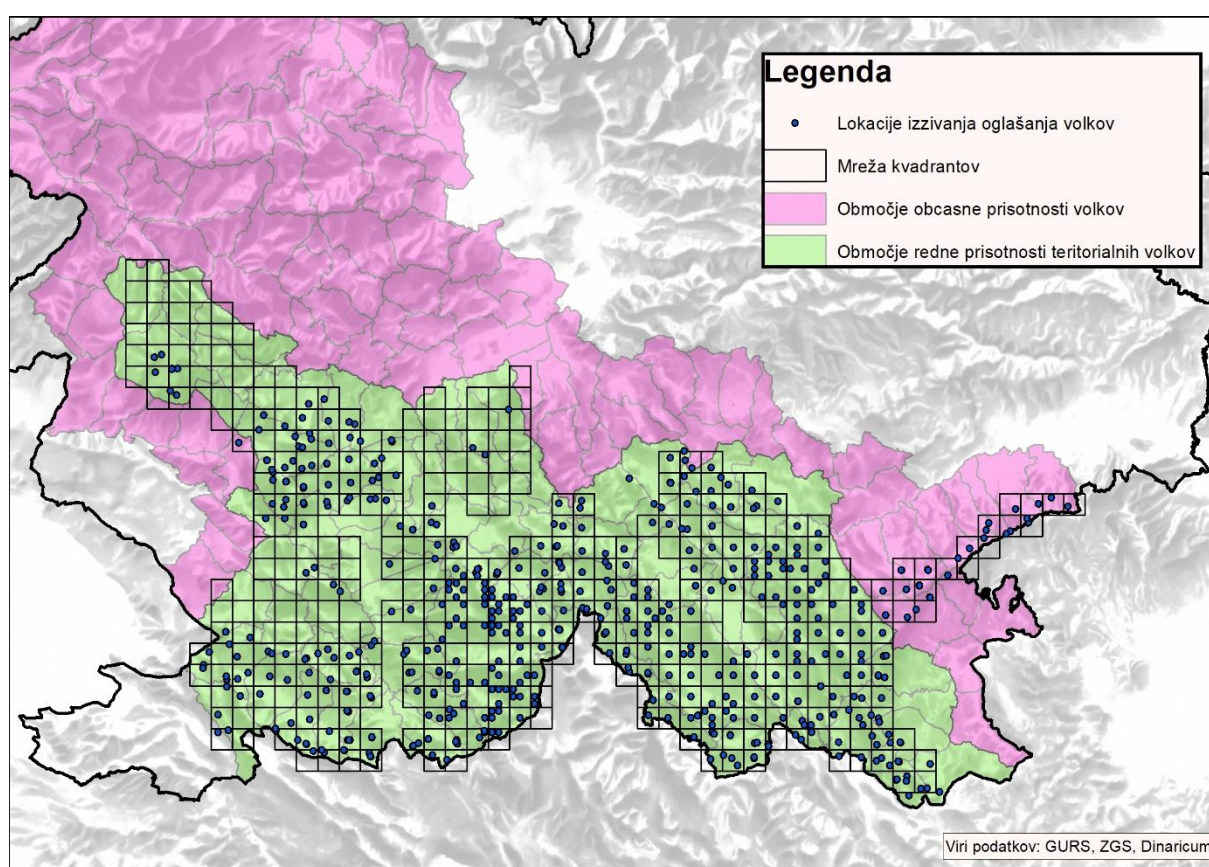 Legenda
Lokacije izzivanja oglašanja volkov
Mreža kvadrantov
Območje obcasne prisotnosti volkov
Območje redne prisotnosti teritorialnih volkov
Viri podatkov: GURS, ZGS, Dinaricum